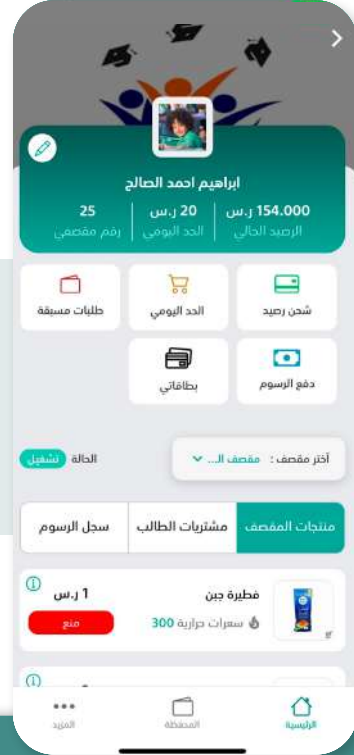 ابراهيم احمد الصالح
154.000 ر.س 20 ر.س 25
الرصيد الحالي الحد اليومي رقم مقصفي
شحن رصيد الحد اليومي طلبات مسبقة
دفع الرسوم بطاقاتي
أختر مقصف : مقصف الـ... الحالة تشغيل
منتجات المقصف مشتريات الطالب سجل الرسوم
فطيرة جبن 1 ر.س
سعرات حرارية 300 منع
الرئيسية المحفظة المزيد